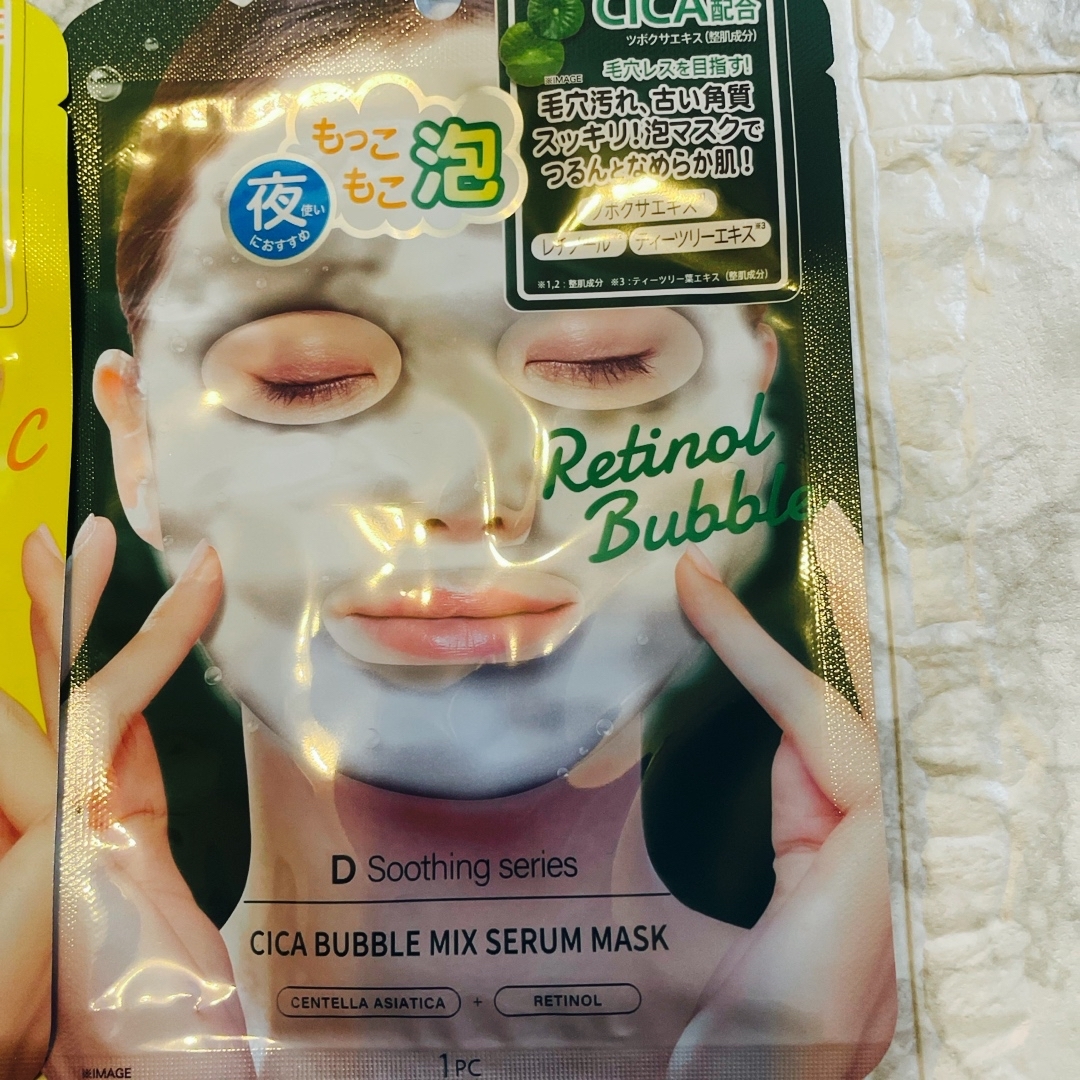 CICA配合
ツボクサエキス(整肌成分)
※IMAGE
毛穴レスを目指す!
毛穴汚れ、古い角質
スッキリ!泡マスクで
つるんとなめらか肌!
ツボクサエキス
レチノール
ティーツリーエキス※3
※1,2:整肌成分 ※3:ティーツリー葉エキス(整肌成分)
もっこ
もこ
泡
夜使い
におすすめ
C
Retinol
Bubble
D Soothing series
CICA BUBBLE MIX SERUM MASK
CENTELLA ASIATICA + RETINOL
1PC
※IMAGE